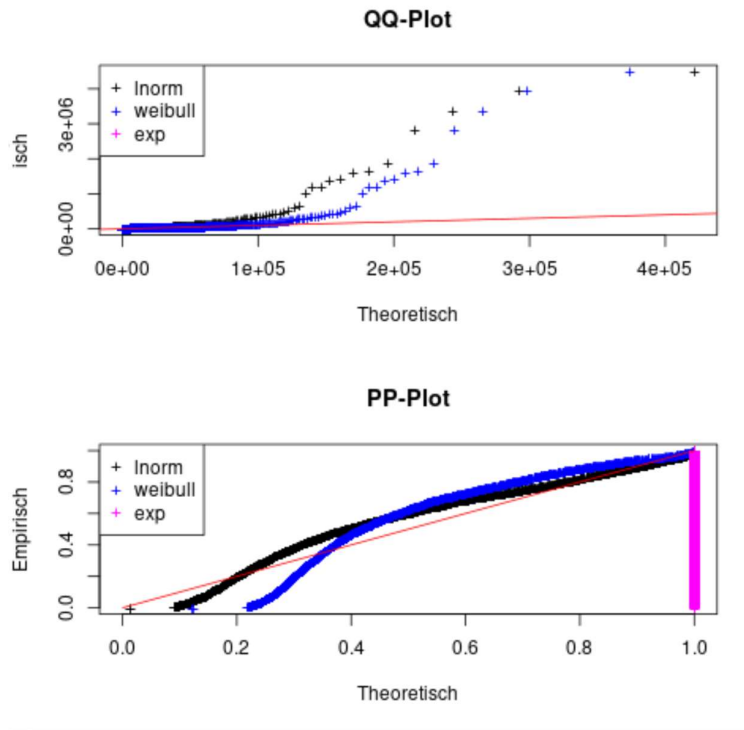 QQ-Plot
lnorm
weibull
exp
isch
0e+00
3e+06
0e+00 1e+05 2e+05 3e+05 4e+05
Theoretisch
PP-Plot
lnorm
weibull
exp
Empirisch
0.0
0.4
0.8
0.0 0.2 0.4 0.6 0.8 1.0
Theoretisch